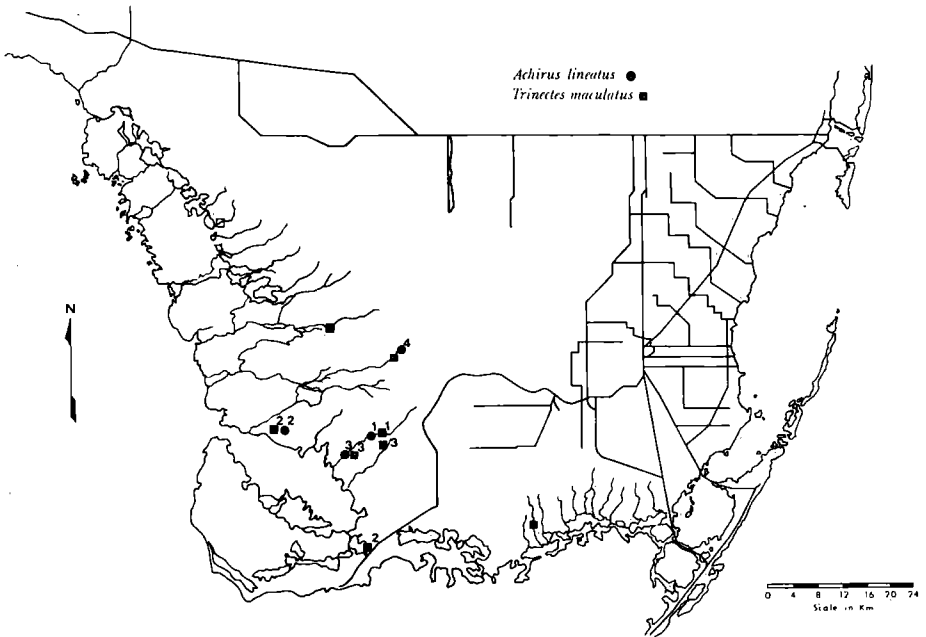 Achirus lineatus ●
Trinectes maculatus ■
N
4
2 2
1 1
3 3 3
2
0 4 8 12 16 20 24
Scale in Km